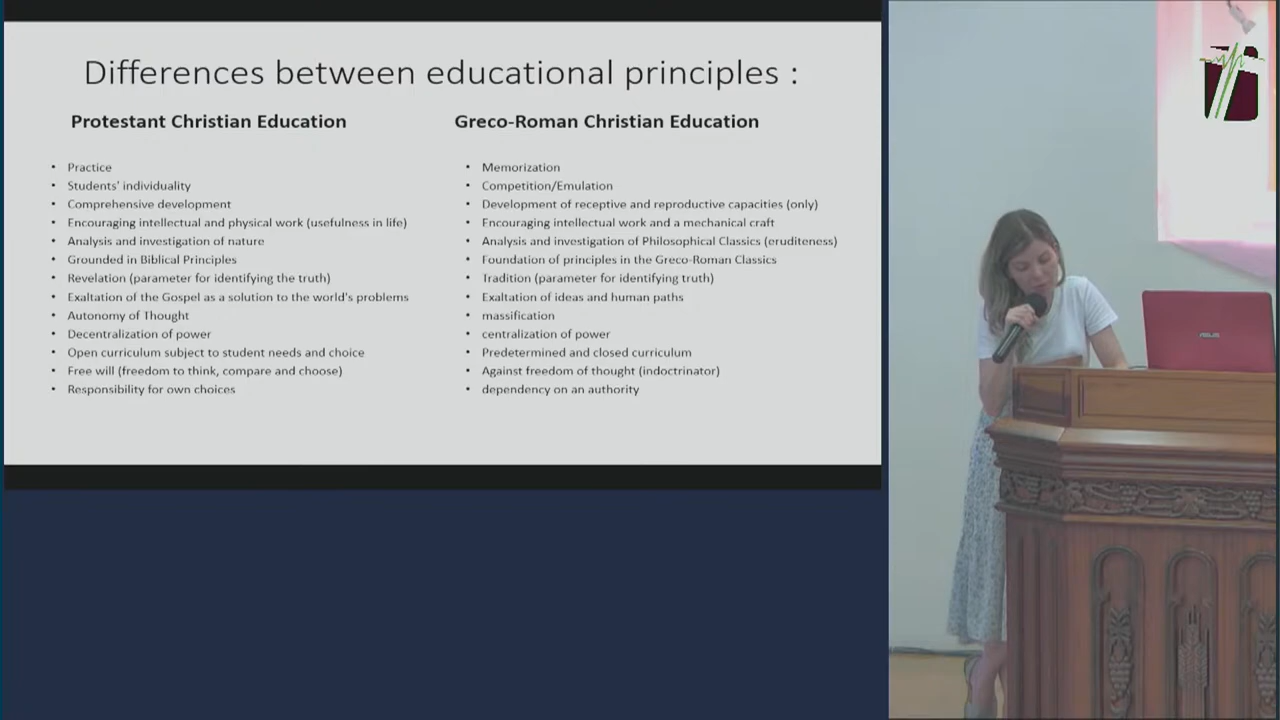 Differences between educational principles :
Protestant Christian Education
• Practice
• Students' individuality
• Comprehensive development
• Encouraging intellectual and physical work (usefulness in life)
• Analysis and investigation of nature
• Grounded in Biblical Principles
• Revelation (parameter for identifying the truth)
• Exaltation of the Gospel as a solution to the world's problems
• Autonomy of Thought
• Decentralization of power
• Open curriculum subject to student needs and choice
• Free will (freedom to think, compare and choose)
• Responsibility for own choices
Greco-Roman Christian Education
• Memorization
• Competition/Emulation
• Development of receptive and reproductive capacities (only)
• Encouraging intellectual work and a mechanical craft
• Analysis and investigation of Philosophical Classics (eruditeness)
• Foundation of principles in the Greco-Roman Classics
• Tradition (parameter for identifying truth)
• Exaltation of ideas and human paths
• massification
• centralization of power
• Predetermined and closed curriculum
• Against freedom of thought (indoctrinator)
• dependency on an authority
ASUS